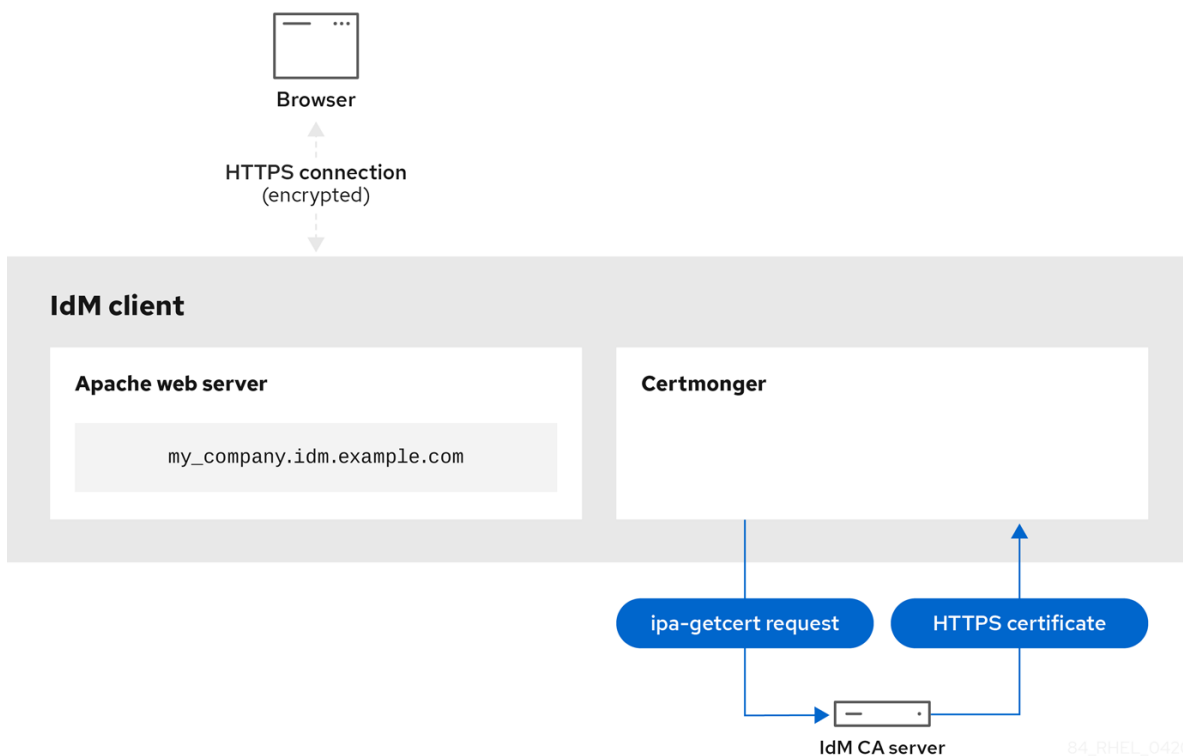 Browser
HTTPS connection
(encrypted)
IdM client
Apache web server
my_company.idm.example.com
Certmonger
ipa-getcert request
HTTPS certificate
IdM CA server